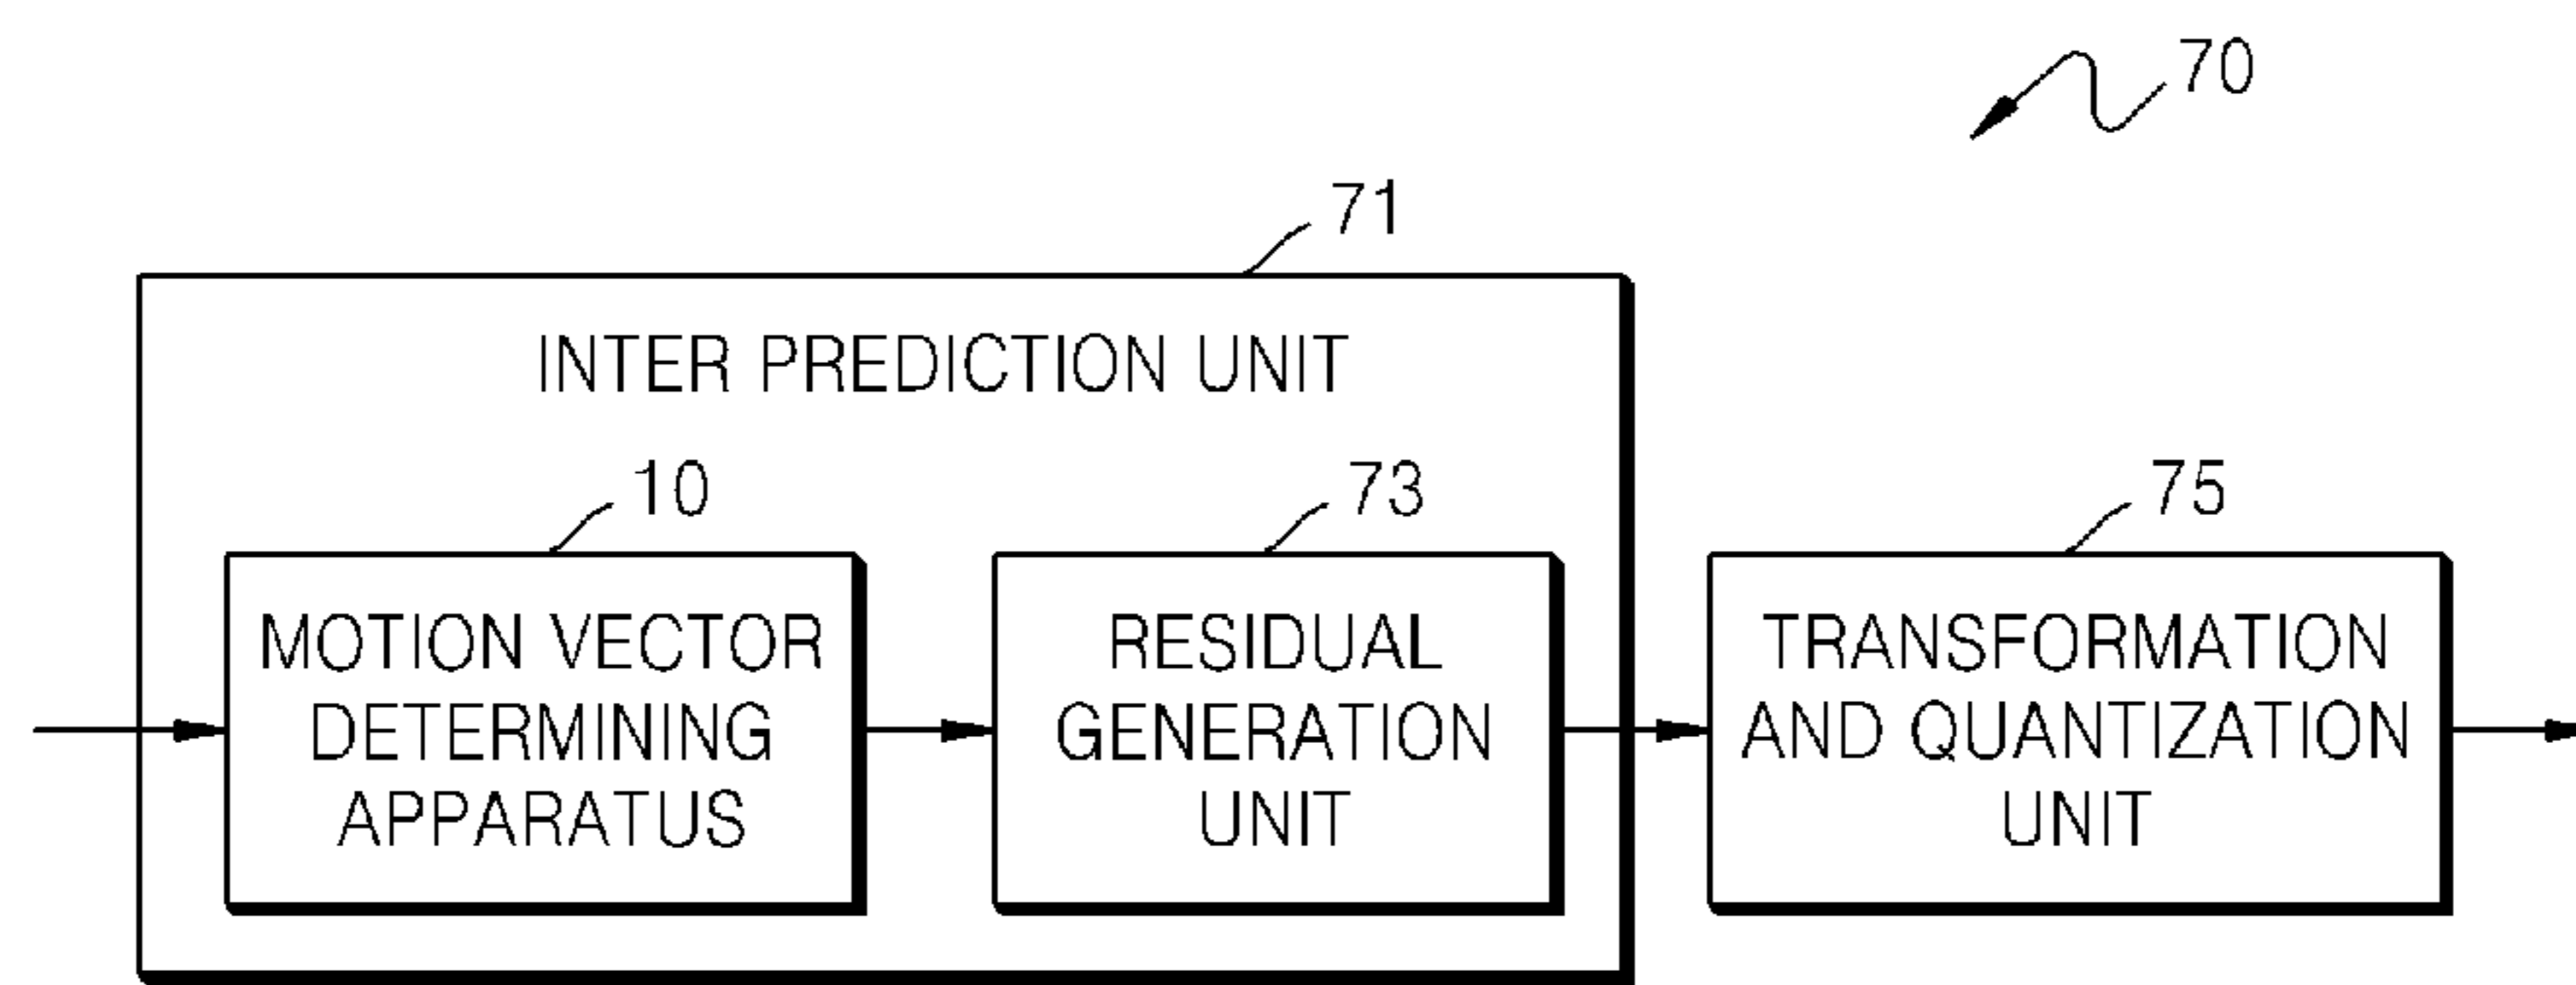 70
71
INTER PREDICTION UNIT
10
MOTION VECTOR
DETERMINING
APPARATUS
73
RESIDUAL
GENERATION
UNIT
75
TRANSFORMATION
AND QUANTIZATION
UNIT